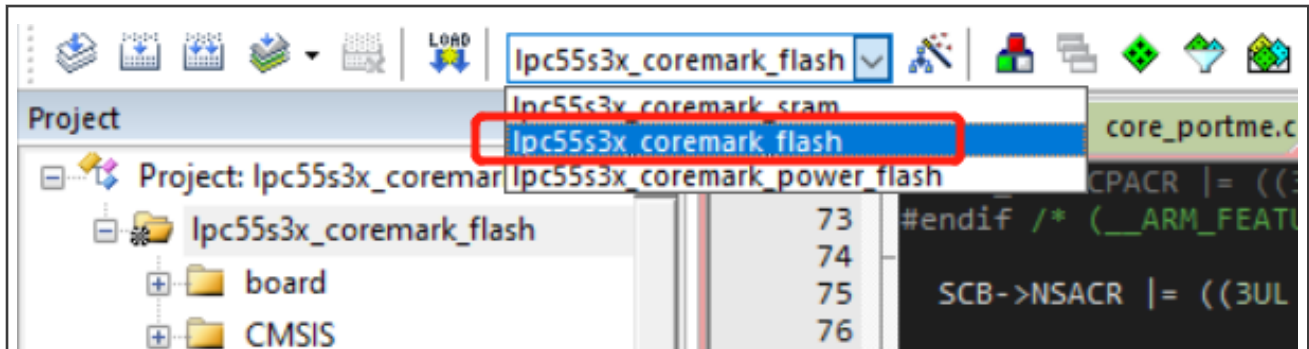 LOAD
lpc55s3x_coremark_flash
lpc55s3x_coremark_sram
lpc55s3x_coremark_flash
lpc55s3x_coremark_power_flash
Project
core_portme.c
Project: lpc55s3x_coremar
lpc55s3x_coremark_flash
board
CMSIS
CPACR |= ((3
73 #endif /* (__ARM_FEATU
74
75 SCB->NSACR |= ((3UL
76